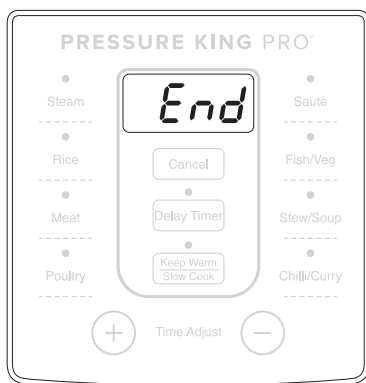 PRESSURE KING PRO®
End
Steam
Sauté
Rice
Cancel
Fish/Veg
Meat
Delay Timer
Stew/Soup
Poultry
Keep Warm
Slow Cook
Chilli/Curry
+ Time Adjust −